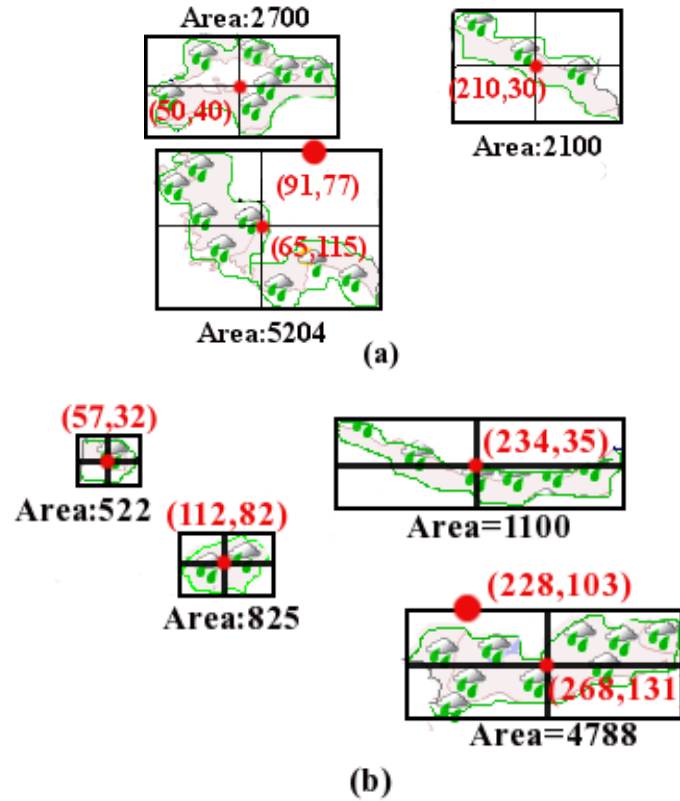 Area:2700
(50,40)
(210,30)
Area:2100
(91,77)
(65,115)
Area:5204
(a)
(57,32)
(234,35)
Area:522
(112,82)
Area=1100
(228,103)
Area:825
(268,131)
Area=4788
(b)